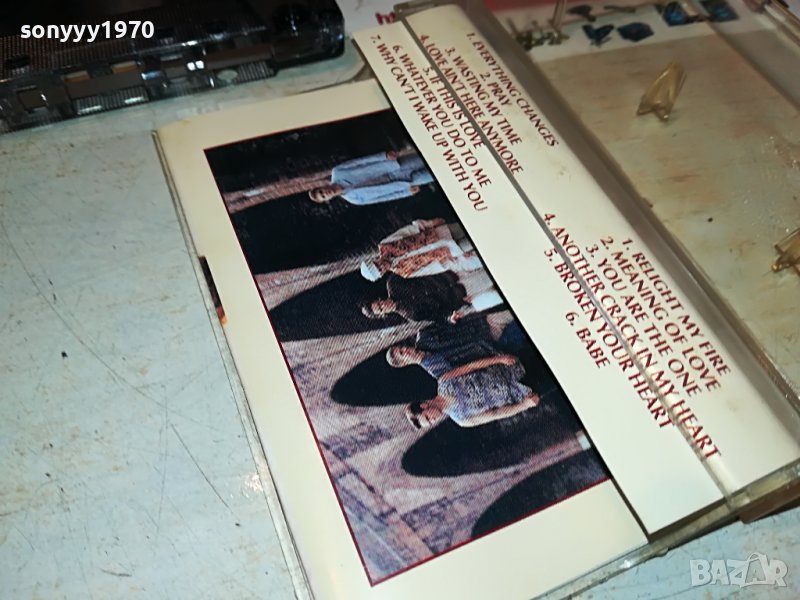 sonyyy1970
1. EVERYTHING CHANGES
2. PRAY
3. WASTING MY TIME
4. LOVE AIN'T HERE ANYMORE
5. IF THIS IS LOVE
6. WHATEVER YOU DO TO ME
7. WHY CAN'T I WAKE UP WITH YOU
1. RELIGHT MY FIRE
2. MEANING OF LOVE
3. YOU ARE THE ONE
4. ANOTHER CRACK IN MY HEART
5. BROKEN YOUR HEART
6. BABE
BAZAR